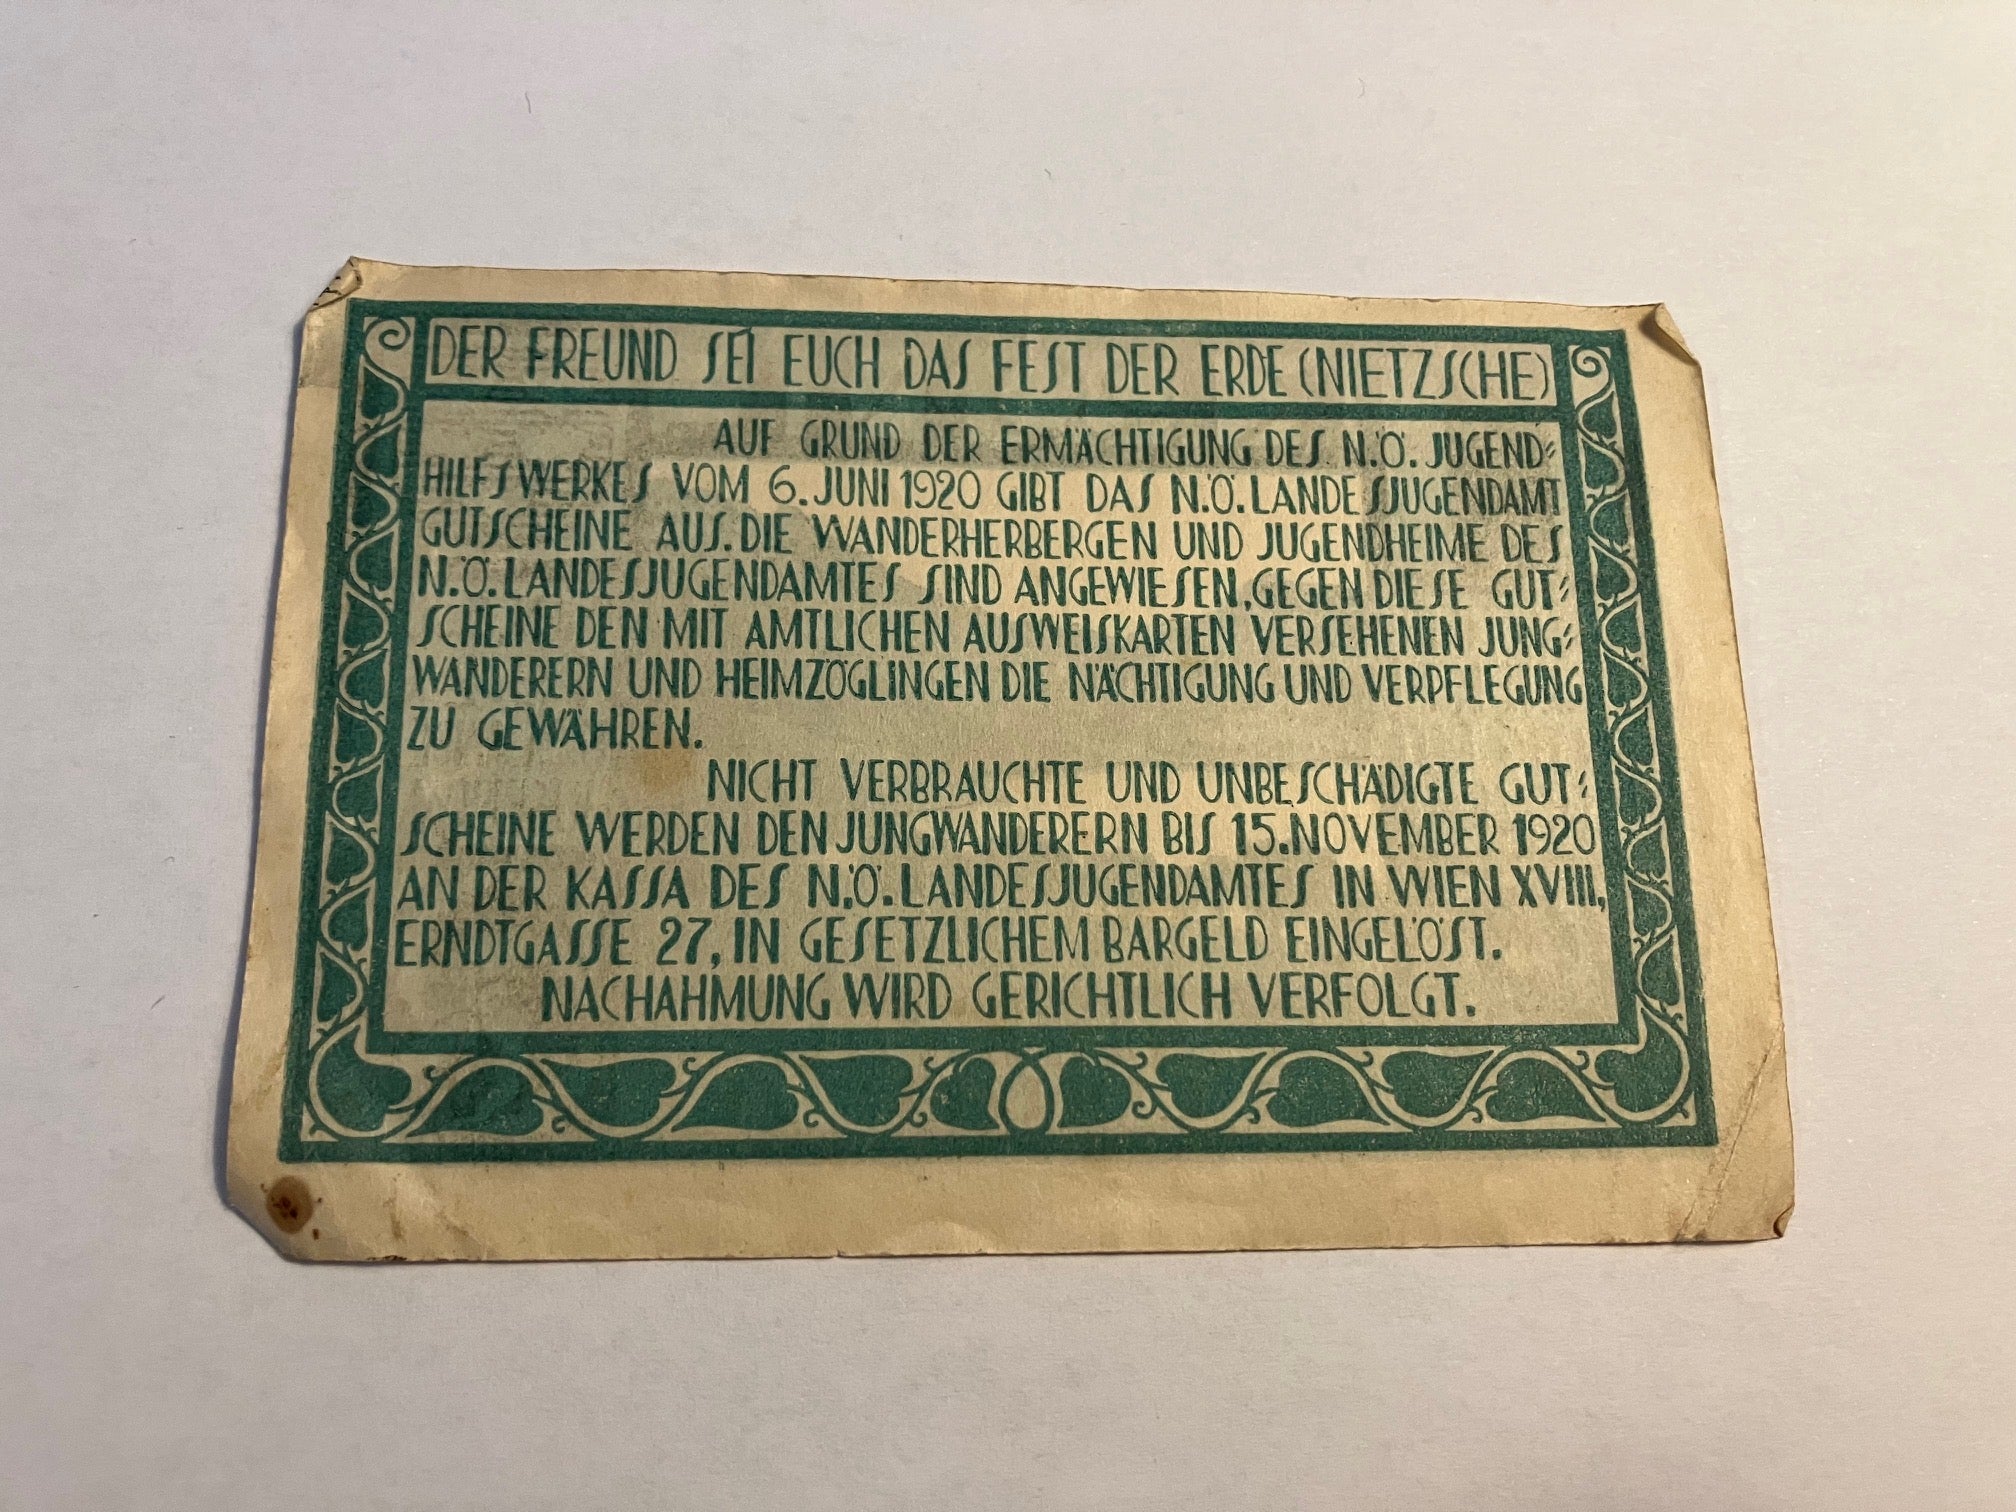 DER FREUND SEI EUCH DAS FEST DER ERDE (NIETZSCHE)
AUF GRUND DER ERMÄCHTIGUNG DES N.Ö. JUGEND=
HILFSWERKES VOM 6. JUNI 1920 GIBT DAS N.Ö. LANDESJUGENDAMT
GUTSCHEINE AUS. DIE WANDERHERBERGEN UND JUGENDHEIME DES
N.Ö. LANDESJUGENDAMTES SIND ANGEWIESEN, GEGEN DIESE GUT=
SCHEINE DEN MIT AMTLICHEN AUSWEISKARTEN VERSEHENEN JUNG=
WANDERERN UND HEIMZÖGLINGEN DIE NÄCHTIGUNG UND VERPFLEGUNG
ZU GEWÄHREN.
NICHT VERBRAUCHTE UND UNBESCHÄDIGTE GUT=
SCHEINE WERDEN DEN JUNGWANDERERN BIS 15. NOVEMBER 1920
AN DER KASSA DES N.Ö. LANDESJUGENDAMTES IN WIEN XVIII,
ERNDTGASSE 27, IN GESETZLICHEM BARGELD EINGELÖST.
NACHAHMUNG WIRD GERICHTLICH VERFOLGT.